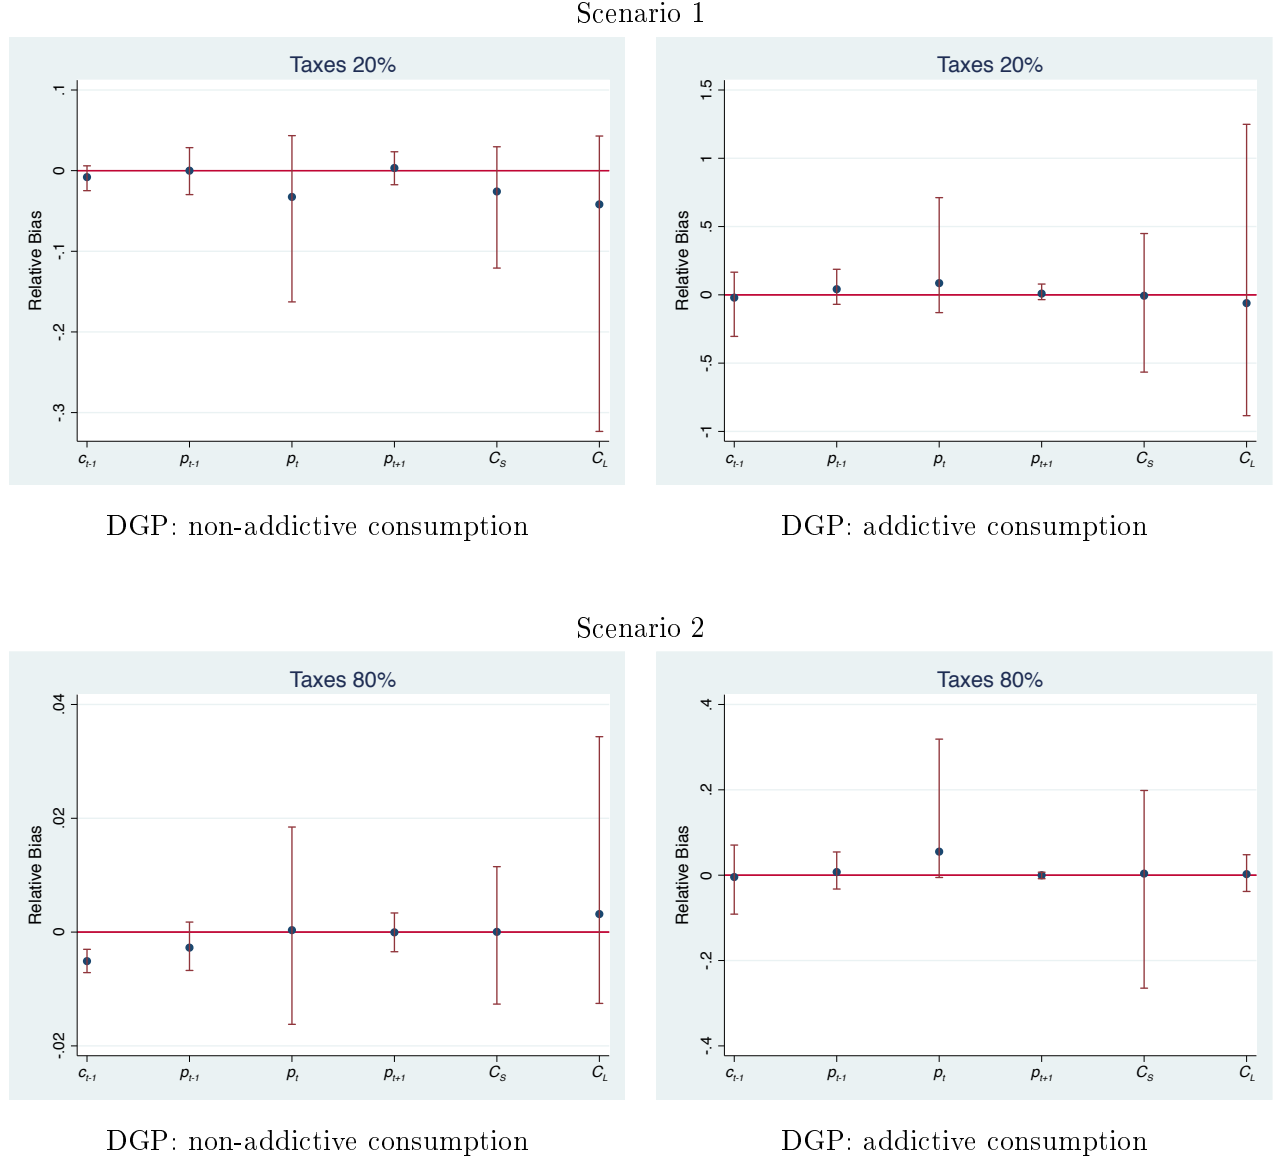 Scenario 1
Taxes 20%
Relative Bias
.1
0
-.1
-.2
-.3
c_{t-1} p_{t-1} p_t p_{t+1} C_S C_L
DGP: non-addictive consumption
Taxes 20%
Relative Bias
1.5
1
.5
0
-.5
-1
c_{t-1} p_{t-1} p_t p_{t+1} C_S C_L
DGP: addictive consumption
Scenario 2
Taxes 80%
Relative Bias
.04
.02
0
-.02
c_{t-1} p_{t-1} p_t p_{t+1} C_S C_L
DGP: non-addictive consumption
Taxes 80%
Relative Bias
.4
.2
0
-.2
-.4
c_{t-1} p_{t-1} p_t p_{t+1} C_S C_L
DGP: addictive consumption